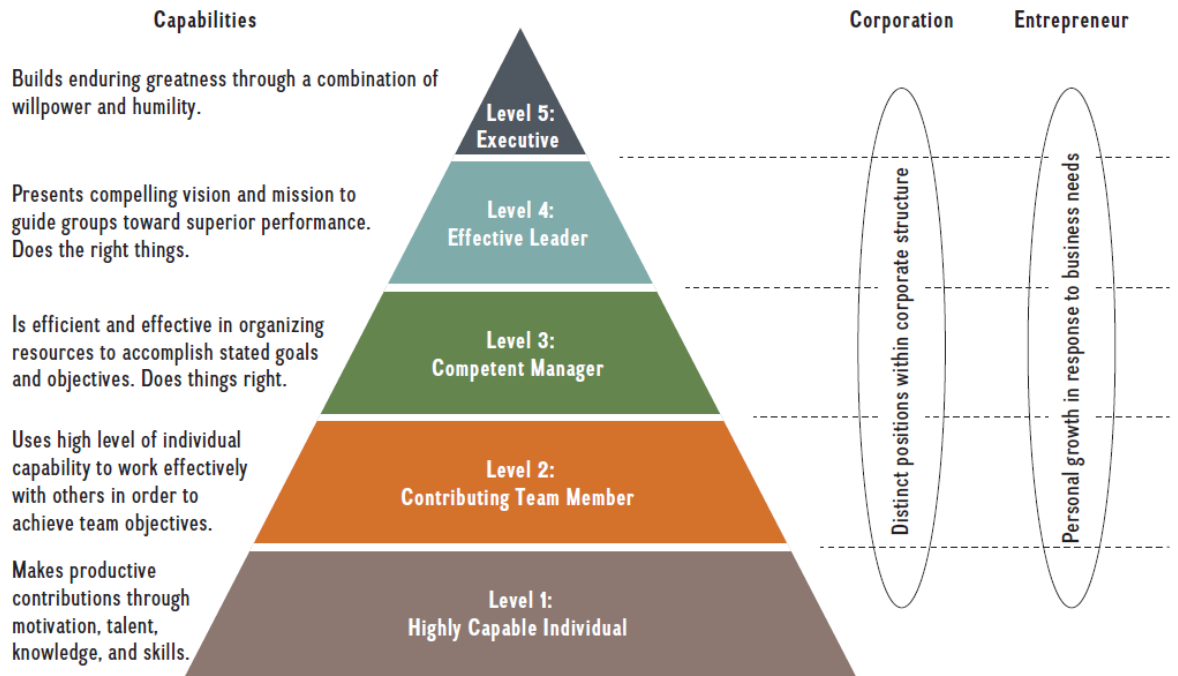 Capabilities
Corporation
Entrepreneur
Builds enduring greatness through a combination of
willpower and humility.
Level 5:
Executive
Presents compelling vision and mission to
guide groups toward superior performance.
Does the right things.
Level 4:
Effective Leader
Is efficient and effective in organizing
resources to accomplish stated goals
and objectives. Does things right.
Level 3:
Competent Manager
Uses high level of individual
capability to work effectively
with others in order to
achieve team objectives.
Level 2:
Contributing Team Member
Makes productive
contributions through
motivation, talent,
knowledge, and skills.
Level 1:
Highly Capable Individual
Distinct positions within corporate structure
Personal growth in response to business needs